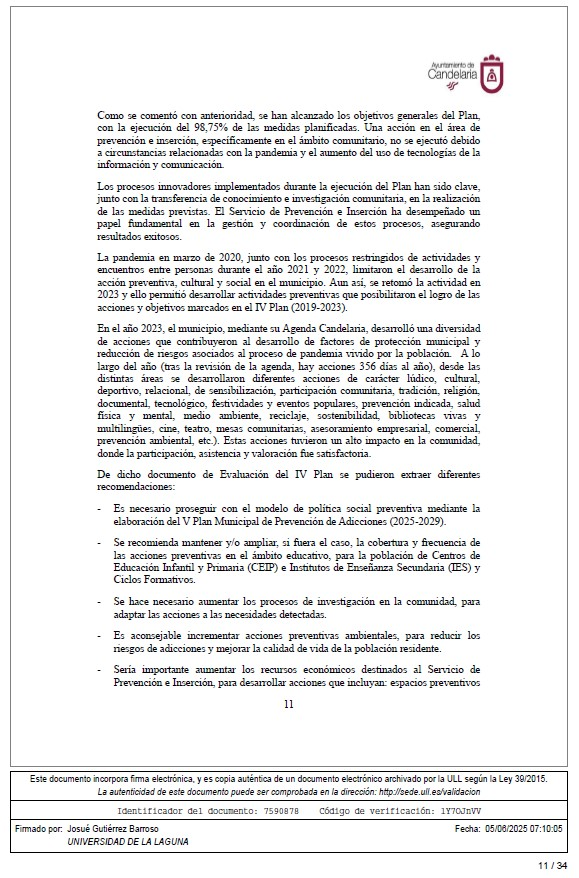 Ayuntamiento de
Candelaria
Como se comentó con anterioridad, se han alcanzado los objetivos generales del Plan,
con la ejecución del 98,75% de las medidas planificadas. Una acción en el área de
prevención e inserción, específicamente en el ámbito comunitario, no se ejecutó debido
a circunstancias relacionadas con la pandemia y el aumento del uso de tecnologías de la
información y comunicación.
Los procesos innovadores implementados durante la ejecución del Plan han sido clave,
junto con la transferencia de conocimiento e investigación comunitaria, en la realización
de las medidas previstas. El Servicio de Prevención e Inserción ha desempeñado un
papel fundamental en la gestión y coordinación de estos procesos, asegurando
resultados exitosos.
La pandemia en marzo de 2020, junto con los procesos restringidos de actividades y
encuentros entre personas durante el año 2021 y 2022, limitaron el desarrollo de la
acción preventiva, cultural y social en el municipio. Aun así, se retomó la actividad en
2023 y ello permitió desarrollar actividades preventivas que posibilitaron el logro de las
acciones y objetivos marcados en el IV Plan (2019-2023).
En el año 2023, el municipio, mediante su Agenda Candelaria, desarrolló una diversidad
de acciones que contribuyeron al desarrollo de factores de protección municipal y
reducción de riesgos asociados al proceso de pandemia vivido por la población. A lo
largo del año (tras la revisión de la agenda, hay acciones 356 días al año), desde las
distintas áreas se desarrollaron diferentes acciones de carácter lúdico, cultural,
deportivo, relacional, de sensibilización, participación comunitaria, tradición, religión,
documental, tecnológico, festividades y eventos populares, prevención indicada, salud
física y mental, medio ambiente, reciclaje, sostenibilidad, bibliotecas vivas y
multilingües, cine, teatro, mesas comunitarias, asesoramiento empresarial, comercial,
prevención ambiental, etc.). Estas acciones tuvieron un alto impacto en la comunidad,
donde la participación, asistencia y valoración fue satisfactoria.
De dicho documento de Evaluación del IV Plan se pudieron extraer diferentes
recomendaciones:
- Es necesario proseguir con el modelo de política social preventiva mediante la
elaboración del V Plan Municipal de Prevención de Adicciones (2025-2029).
- Se recomienda mantener y/o ampliar, si fuera el caso, la cobertura y frecuencia de
las acciones preventivas en el ámbito educativo, para la población de Centros de
Educación Infantil y Primaria (CEIP) e Institutos de Enseñanza Secundaria (IES) y
Ciclos Formativos.
- Se hace necesario aumentar los procesos de investigación en la comunidad, para
adaptar las acciones a las necesidades detectadas.
- Es aconsejable incrementar acciones preventivas ambientales, para reducir los
riesgos de adicciones y mejorar la calidad de vida de la población residente.
- Sería importante aumentar los recursos económicos destinados al Servicio de
Prevención e Inserción, para desarrollar acciones que incluyan: espacios preventivos
11
Este documento incorpora firma electrónica, y es copia auténtica de un documento electrónico archivado por la ULL según la Ley 39/2015.
La autenticidad de este documento puede ser comprobada en la dirección: http://sede.ull.es/validacion
Identificador del documento: 7590878 Código de verificación: 1Y7OJnVV
Firmado por: Josué Gutiérrez Barroso Fecha: 05/06/2025 07:10:05
UNIVERSIDAD DE LA LAGUNA
11 / 34